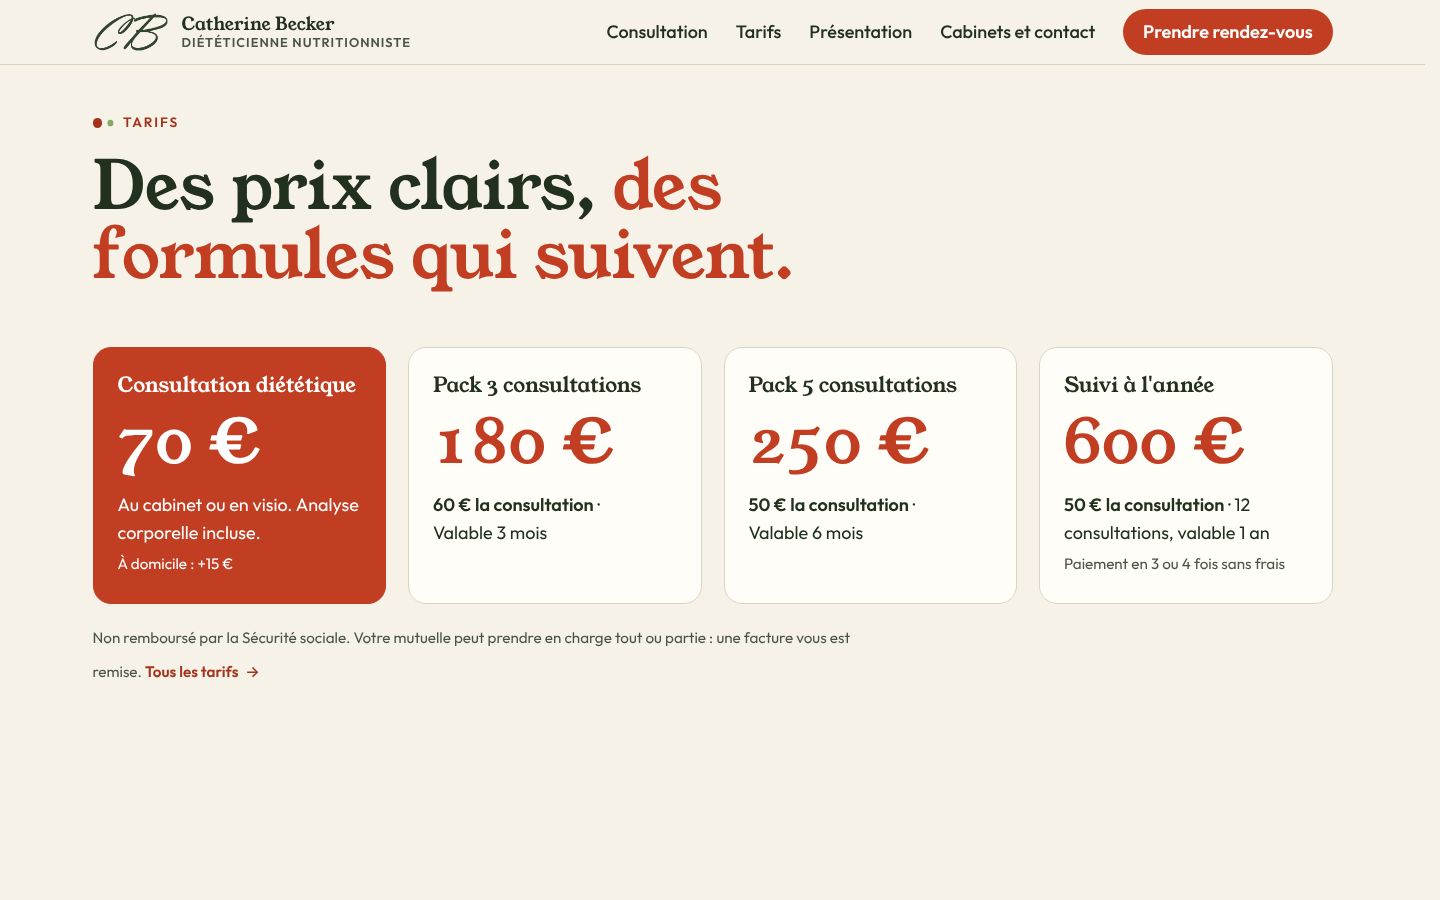 CB
Catherine Becker
DIÉTÉTICIENNE NUTRITIONNISTE
Consultation
Tarifs
Présentation
Cabinets et contact
Prendre rendez-vous
TARIFS
Des prix clairs, des
formules qui suivent.
Consultation diététique
70 €
Au cabinet ou en visio. Analyse
corporelle incluse.
À domicile : +15 €
Pack 3 consultations
180 €
60 € la consultation ·
Valable 3 mois
Pack 5 consultations
250 €
50 € la consultation ·
Valable 6 mois
Suivi à l'année
600 €
50 € la consultation · 12
consultations, valable 1 an
Paiement en 3 ou 4 fois sans frais
Non remboursé par la Sécurité sociale. Votre mutuelle peut prendre en charge tout ou partie : une facture vous est
remise. Tous les tarifs →